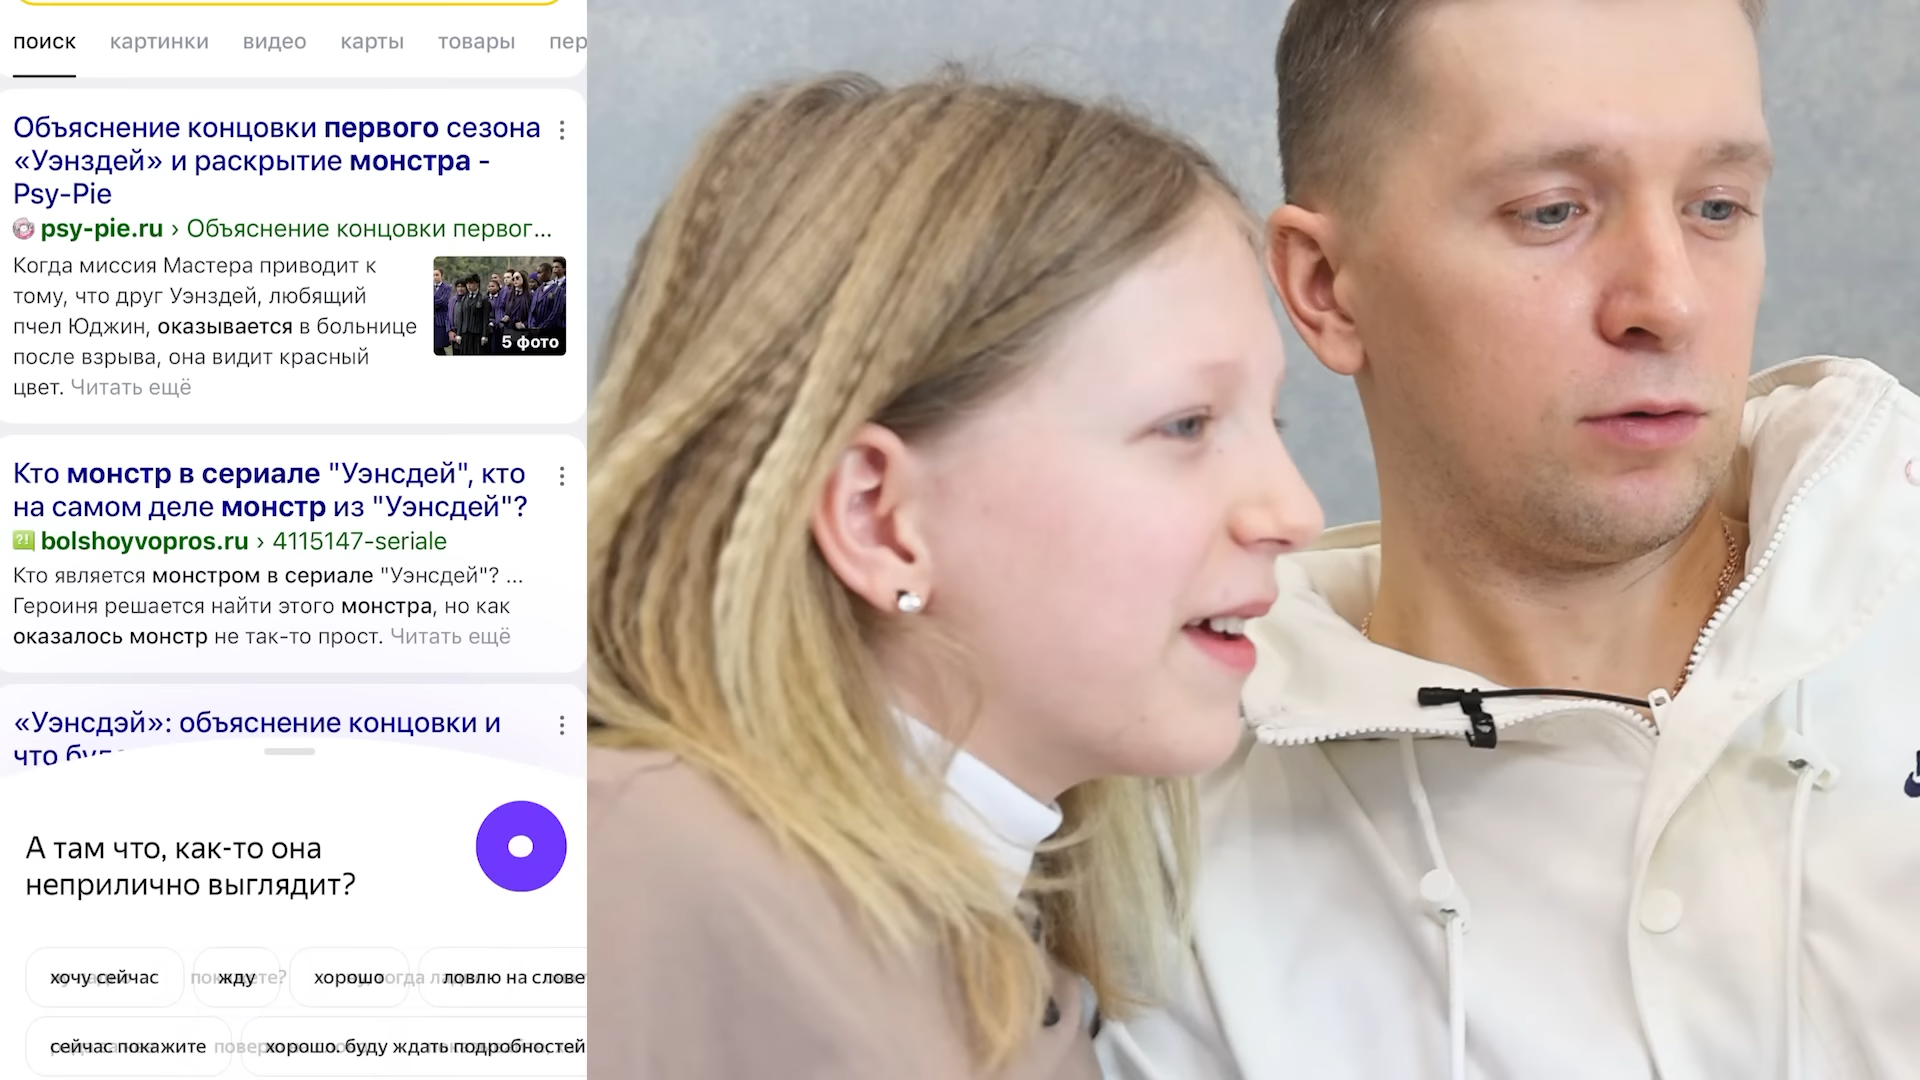 поиск картинки видео карты товары пер
Объяснение концовки первого сезона
«Уэнздей» и раскрытие монстра -
Psy-Pie
psy-pie.ru › Объяснение концовки первог...
Когда миссия Мастера приводит к
тому, что друг Уэнздей, любящий
пчел Юджин, оказывается в больнице
после взрыва, она видит красный
цвет. Читать ещё
5 фото
Кто монстр в сериале "Уэнсдей", кто
на самом деле монстр из "Уэнсдей"?
bolshoyvopros.ru › 4115147-seriale
Кто является монстром в сериале "Уэнсдей"? ...
Героиня решается найти этого монстра, но как
оказалось монстр не так-то прост. Читать ещё
«Уэнсдэй»: объяснение концовки и
что
А там что, как-то она
неприлично выглядит?
хочу сейчас жду хорошо ловлю на слове
сейчас покажите хорошо. буду ждать подробностей